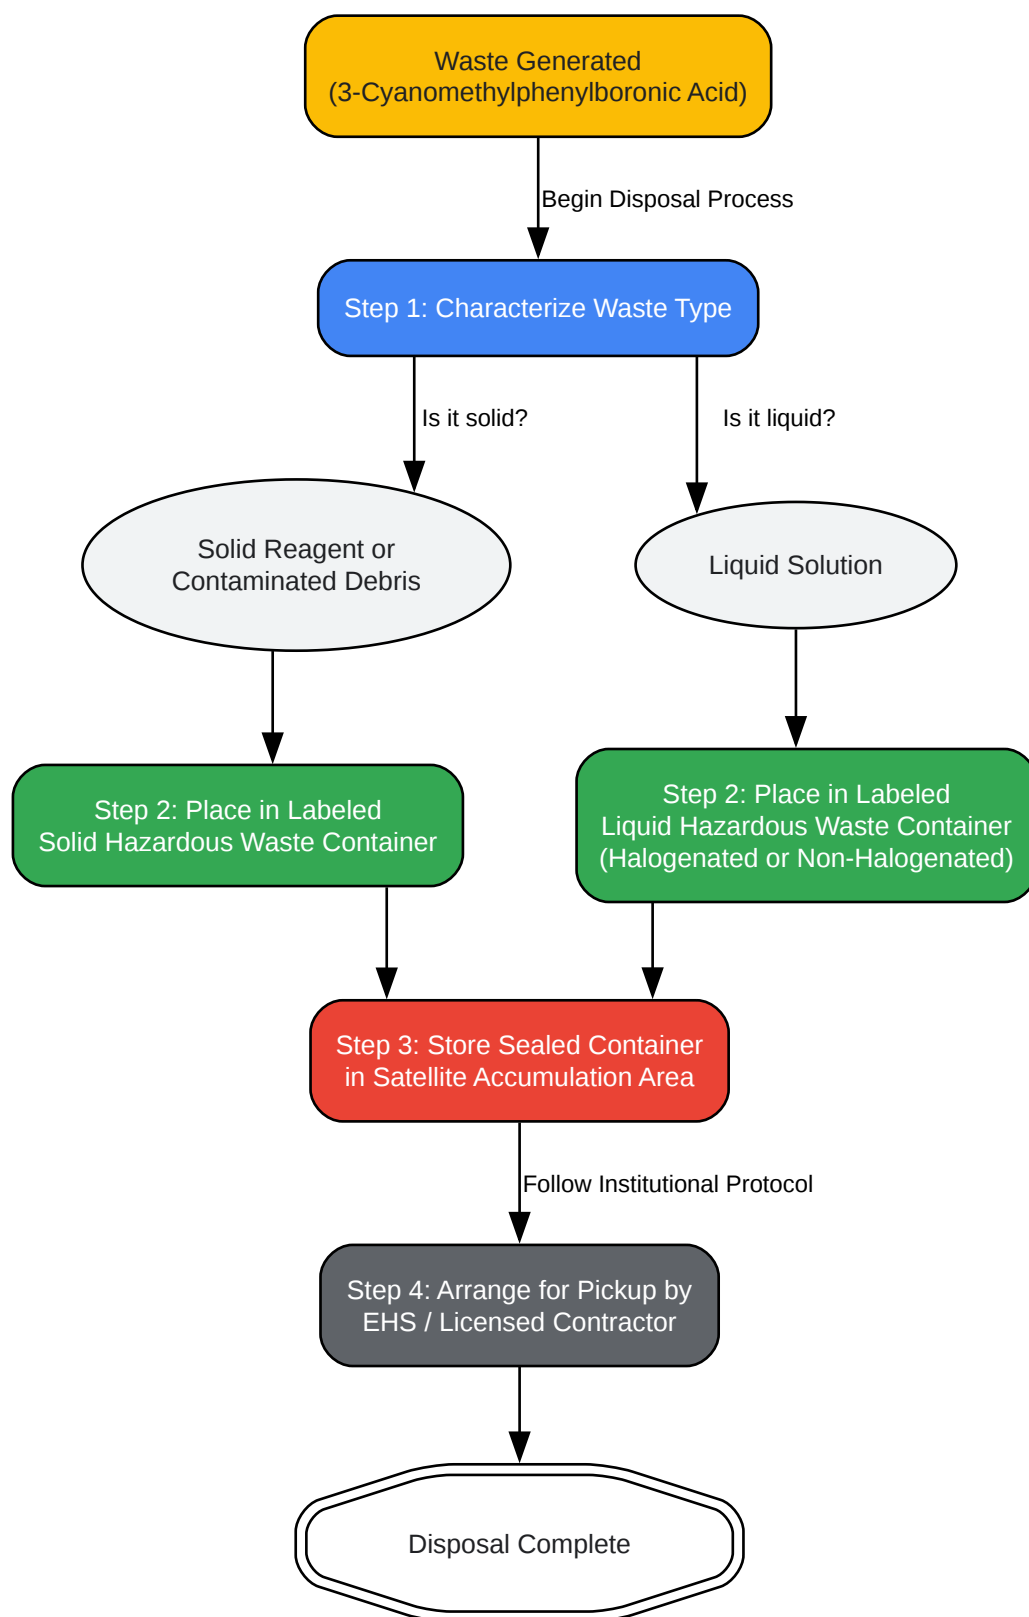 Waste Generated
(3-Cyanomethylphenylboronic Acid)
Begin Disposal Process
Step 1: Characterize Waste Type
Is it solid?
Is it liquid?
Solid Reagent or
Contaminated Debris
Liquid Solution
Step 2: Place in Labeled
Solid Hazardous Waste Container
Step 2: Place in Labeled
Liquid Hazardous Waste Container
(Halogenated or Non-Halogenated)
Step 3: Store Sealed Container
in Satellite Accumulation Area
Follow Institutional Protocol
Step 4: Arrange for Pickup by
EHS / Licensed Contractor
Disposal Complete